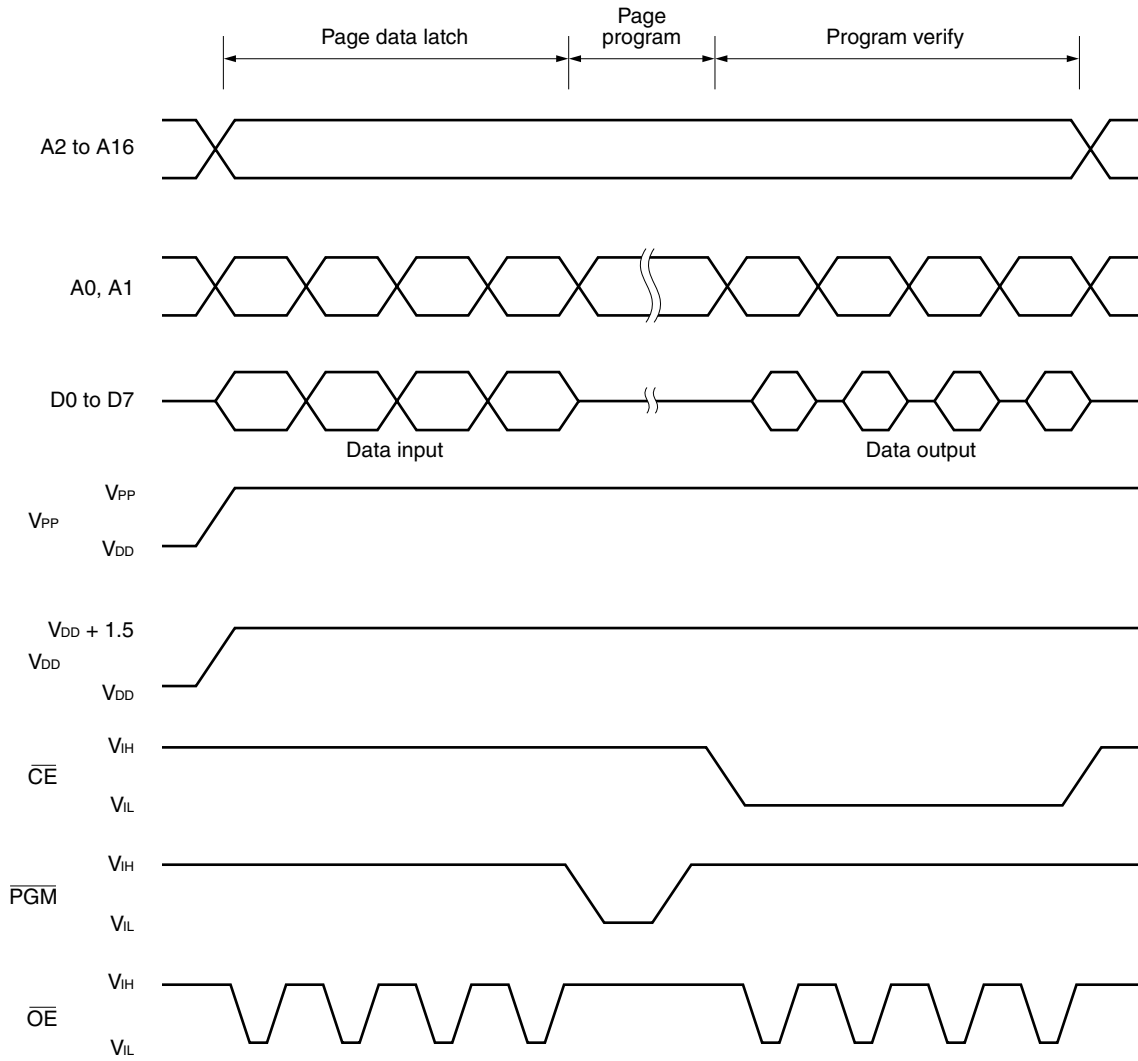 Page data latch
Page
program
Program verify
A2 to A16
A0, A1
D0 to D7
Data input
Data output
VPP
VPP
VDD
VDD + 1.5
VDD
VDD
VIH
CE
VIL
VIH
PGM
VIL
VIH
OE
VIL